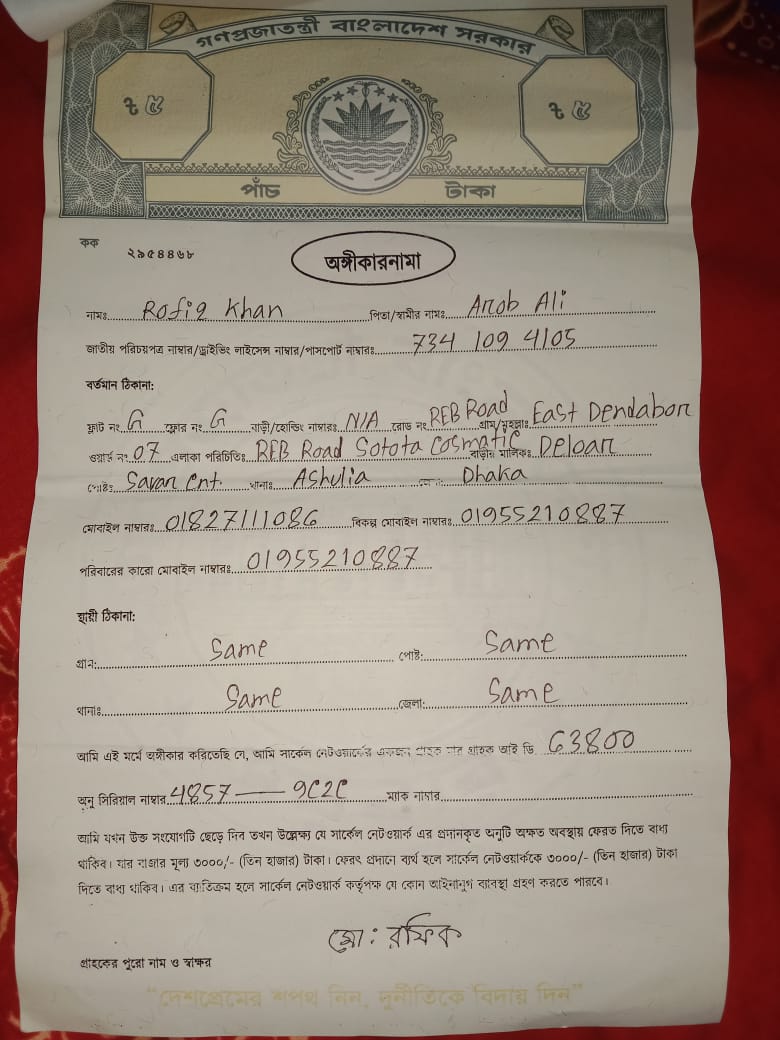 গণপ্রজাতন্ত্রী বাংলাদেশ সরকার
৳ ৫ ৳ ৫
পাঁচ টাকা
কক ২৯৫৪৪৬৮
অঙ্গীকারনামা
নামঃ Rofiq Khan পিতা/স্বামীর নামঃ Arob Ali
জাতীয় পরিচয়পত্র নাম্বার/ড্রাইভিং লাইসেন্স নাম্বার/পাসপোর্ট নাম্বারঃ 734 109 4105
বর্তমান ঠিকানা:
ফ্লাট নং G ফ্লোর নং G বাড়ী/হোল্ডিং নাম্বারঃ N/A রোড নং REB Road গ্রাম/মহল্লাঃ East Dendabor
ওয়ার্ড নং 07 এলাকা পরিচিতিঃ REB Road Sotota Cosmatic বাড়ীর মালিকঃ Deloar
পোষ্টঃ Savar Cnt. থানাঃ Ashulia Dhaka
মোবাইল নাম্বারঃ 01827111086 বিকল্প মোবাইল নাম্বারঃ 01955210887
পরিবারের কারো মোবাইল নাম্বারঃ 01955210887
স্থায়ী ঠিকানা:
গ্রাম: Same পোষ্ট: Same
থানাঃ Same জেলা: Same
আমি এই মর্মে অঙ্গীকার করিতেছি যে, আমি সার্কেল নেটওয়ার্কের একজন গ্রাহক যার গ্রাহক আই ডি. G3800
অনু সিরিয়াল নাম্বার 4857 — 9C2C ম্যাক নাম্বার
আমি যখন উক্ত সংযোগটি ছেড়ে দিব তখন উল্লেক্ষ্য যে সার্কেল নেটওয়ার্ক এর প্রদানকৃত অনুটি অক্ষত অবস্থায় ফেরত দিতে বাধ্য
থাকিব। যার বাজার মূল্য ৩০০০/- (তিন হাজার) টাকা। ফেরৎ প্রদানে ব্যর্থ হলে সার্কেল নেটওয়ার্ককে ৩০০০/- (তিন হাজার) টাকা
দিতে বাধ্য থাকিব। এর ব্যতিক্রম হলে সার্কেল নেটওয়ার্ক কর্তৃপক্ষ যে কোন আইনানুগ ব্যাবস্থা গ্রহণ করতে পারবে।
মো: রফিক
গ্রাহকের পুরো নাম ও স্বাক্ষর
“দেশপ্রেমের শপথ নিন, দুর্নীতিকে বিদায় দিন”